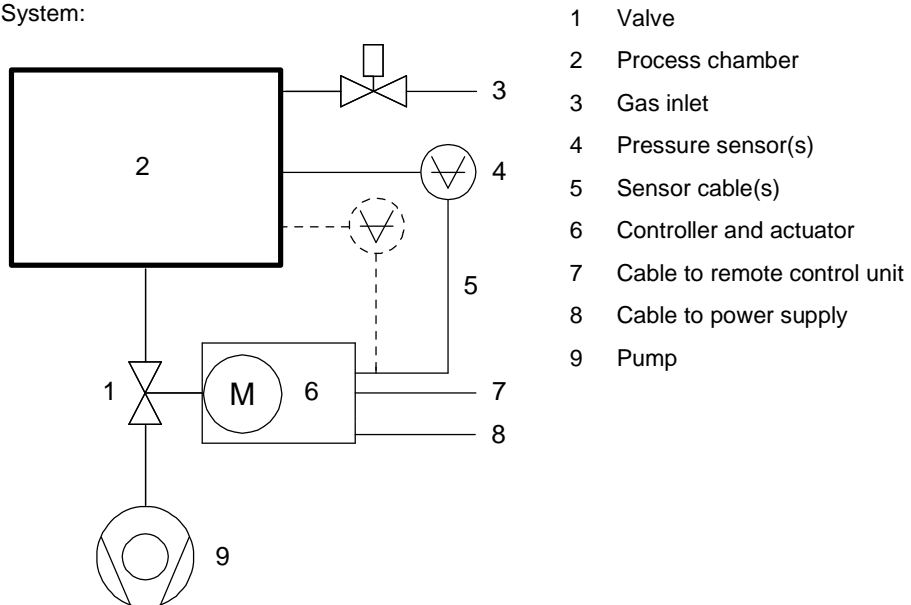 System:
1 Valve
2 Process chamber
3 Gas inlet
4 Pressure sensor(s)
5 Sensor cable(s)
6 Controller and actuator
7 Cable to remote control unit
8 Cable to power supply
9 Pump
3
2
4
5
1
M 6
7
8
9